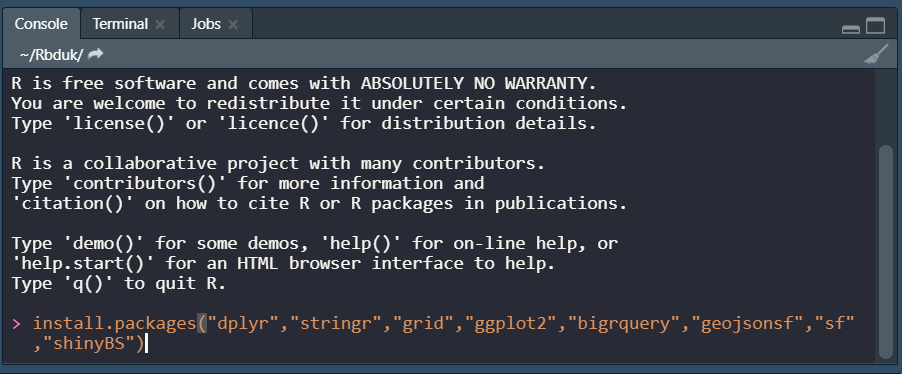 Console Terminal Jobs
~/Rbduk/
R is free software and comes with ABSOLUTELY NO WARRANTY.
You are welcome to redistribute it under certain conditions.
Type 'license()' or 'licence()' for distribution details.
R is a collaborative project with many contributors.
Type 'contributors()' for more information and
'citation()' on how to cite R or R packages in publications.
Type 'demo()' for some demos, 'help()' for on-line help, or
'help.start()' for an HTML browser interface to help.
Type 'q()' to quit R.
> install.packages("dplyr","stringr","grid","ggplot2","bigrquery","geojsonsf","sf"
,"shinyBS")